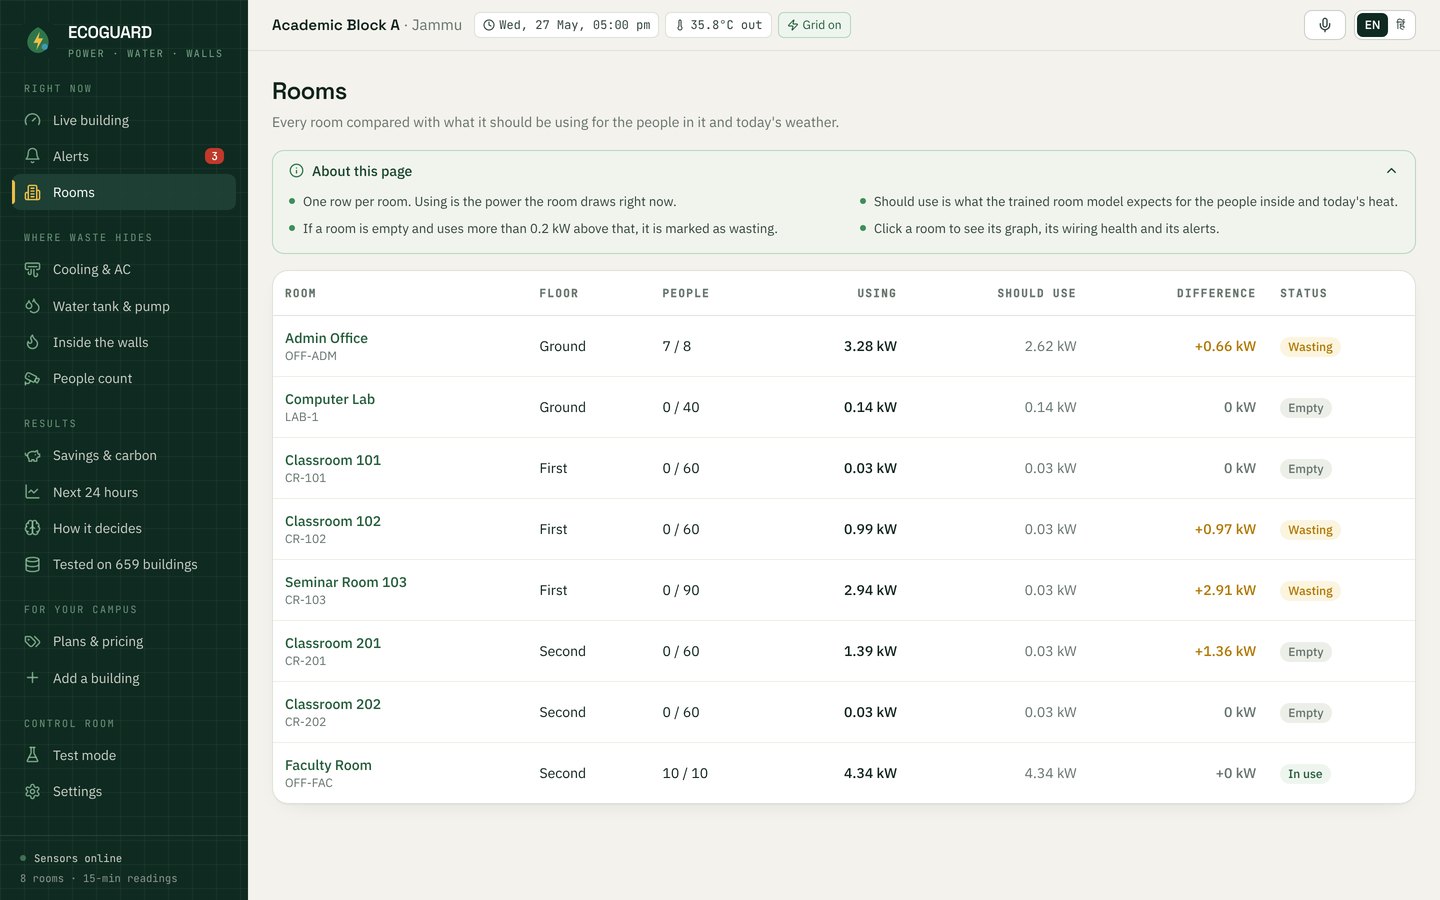 ECOGUARD
POWER · WATER · WALLS
RIGHT NOW
Live building
Alerts 3
Rooms
WHERE WASTE HIDES
Cooling & AC
Water tank & pump
Inside the walls
People count
RESULTS
Savings & carbon
Next 24 hours
How it decides
Tested on 659 buildings
FOR YOUR CAMPUS
Plans & pricing
Add a building
CONTROL ROOM
Test mode
Settings
Sensors online
8 rooms · 15-min readings
Academic Block A · Jammu Wed, 27 May, 05:00 pm 35.8°C out Grid on EN हिं
Rooms
Every room compared with what it should be using for the people in it and today's weather.
About this page
One row per room. Using is the power the room draws right now.
Should use is what the trained room model expects for the people inside and today's heat.
If a room is empty and uses more than 0.2 kW above that, it is marked as wasting.
Click a room to see its graph, its wiring health and its alerts.
ROOM FLOOR PEOPLE USING SHOULD USE DIFFERENCE STATUS
Admin Office Ground 7 / 8 3.28 kW 2.62 kW +0.66 kW Wasting
OFF-ADM
Computer Lab Ground 0 / 40 0.14 kW 0.14 kW 0 kW Empty
LAB-1
Classroom 101 First 0 / 60 0.03 kW 0.03 kW 0 kW Empty
CR-101
Classroom 102 First 0 / 60 0.99 kW 0.03 kW +0.97 kW Wasting
CR-102
Seminar Room 103 First 0 / 90 2.94 kW 0.03 kW +2.91 kW Wasting
CR-103
Classroom 201 Second 0 / 60 1.39 kW 0.03 kW +1.36 kW Empty
CR-201
Classroom 202 Second 0 / 60 0.03 kW 0.03 kW 0 kW Empty
CR-202
Faculty Room Second 10 / 10 4.34 kW 4.34 kW +0 kW In use
OFF-FAC